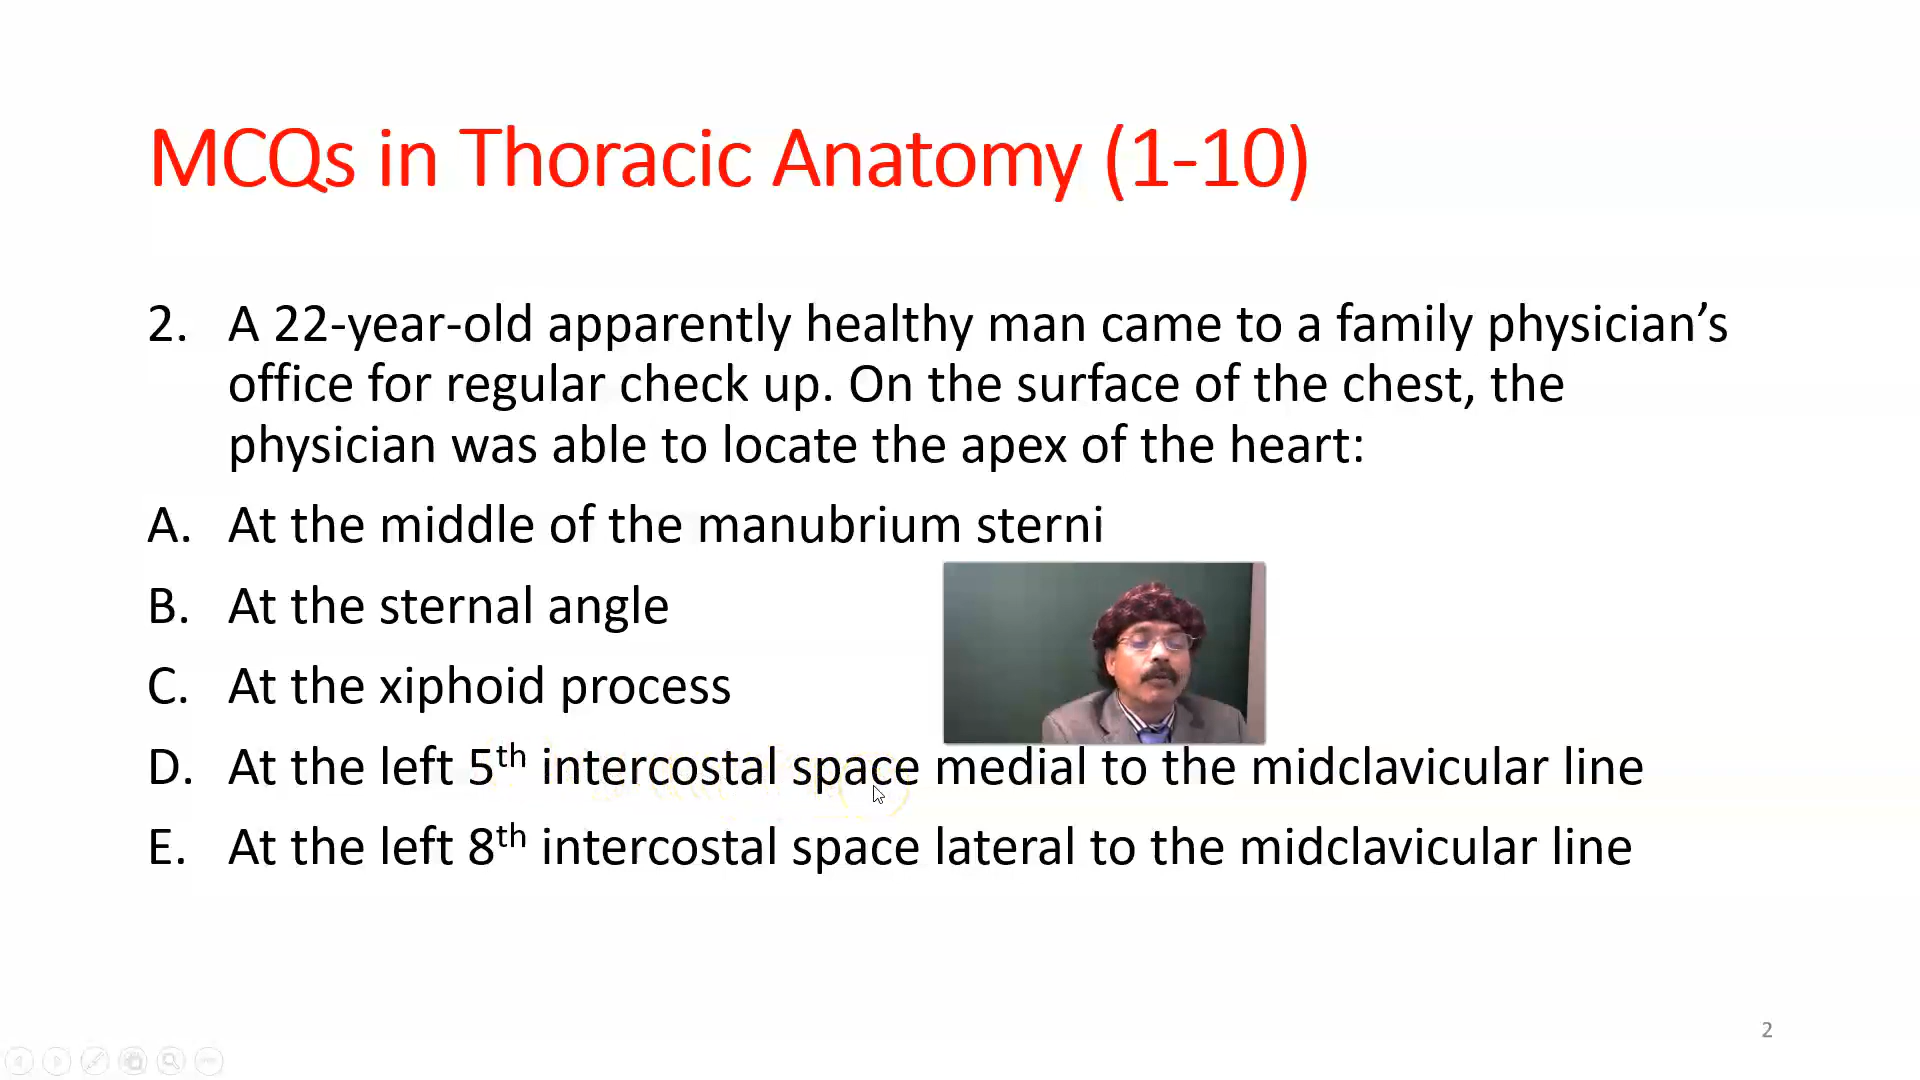 MCQs in Thoracic Anatomy (1-10)
2. A 22-year-old apparently healthy man came to a family physician’s
office for regular check up. On the surface of the chest, the
physician was able to locate the apex of the heart:
A. At the middle of the manubrium sterni
B. At the sternal angle
C. At the xiphoid process
D. At the left 5th intercostal space medial to the midclavicular line
E. At the left 8th intercostal space lateral to the midclavicular line
2